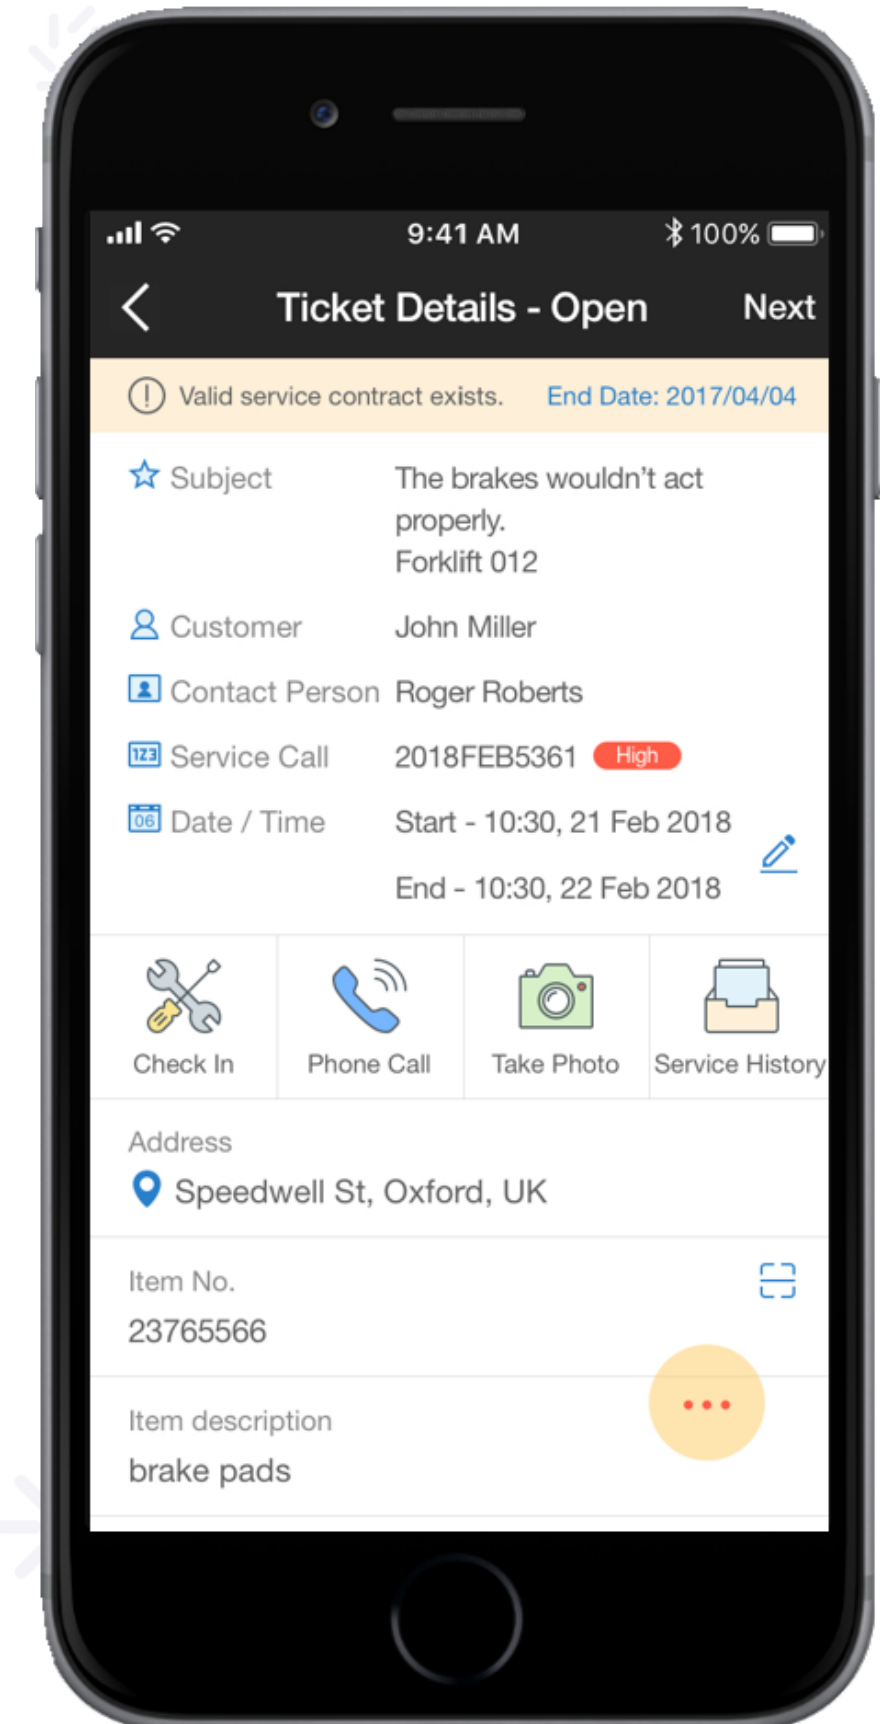 9:41 AM
100%
Ticket Details - Open
Next
Valid service contract exists. End Date: 2017/04/04
Subject
The brakes wouldn't act
properly.
Forklift 012
Customer John Miller
Contact Person Roger Roberts
123 Service Call 2018FEB5361 High
06 Date / Time Start - 10:30, 21 Feb 2018
End - 10:30, 22 Feb 2018
Check In
Phone Call
Take Photo
Service History
Address
Speedwell St, Oxford, UK
Item No.
23765566
Item description
brake pads